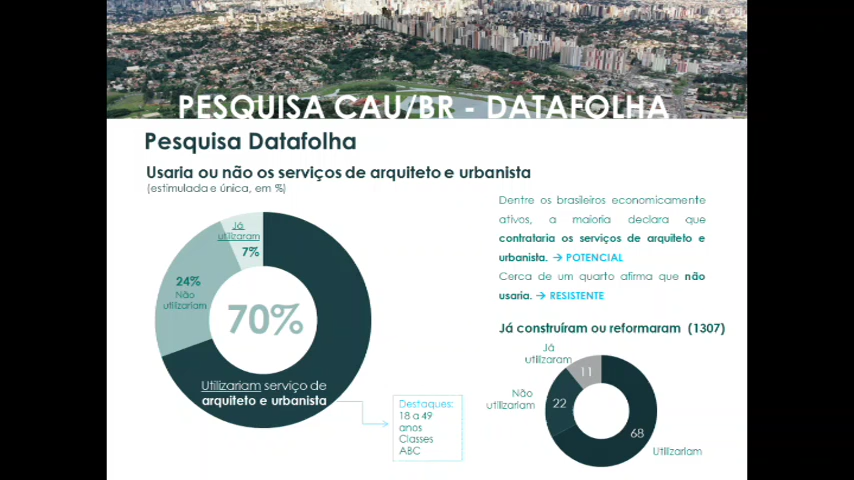 PESQUISA CAU/BR - DATAFOLHA
Pesquisa Datafolha
Usaria ou não os serviços de arquiteto e urbanista
(estimulada e única, em %)
Já
utilizaram
7%
24%
Não
utilizariam
70%
Utilizariam serviço de
arquiteto e urbanista
Destaques:
18 a 49
anos
Classes
ABC
Dentre os brasileiros economicamente
ativos, a maioria declara que
contrataria os serviços de arquiteto e
urbanista. → POTENCIAL
Cerca de um quarto afirma que não
usaria. → RESISTENTE
Já construíram ou reformaram (1307)
Já
utilizaram
11
Não
utilizariam
22
68
Utilizariam